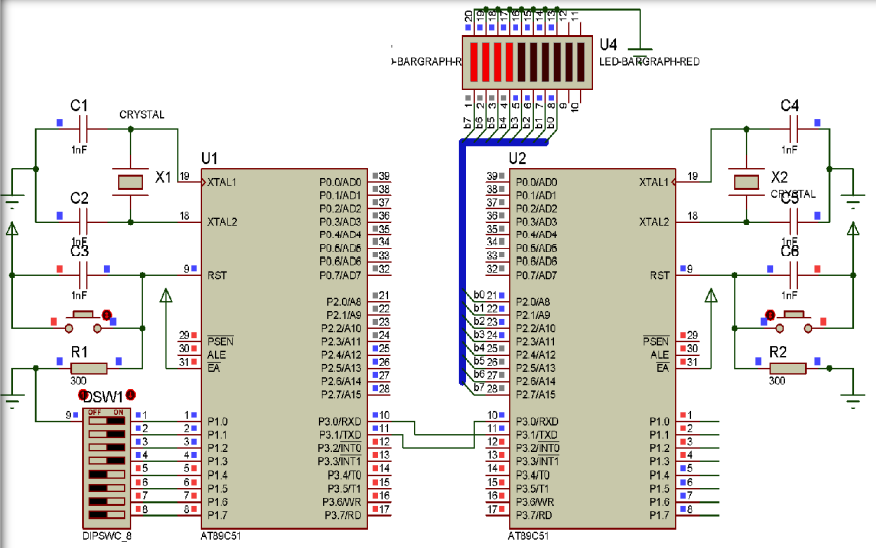 20
19
18
17
16
15
14
13
12
11
U4
-BARGRAPH-R
LED-BARGRAPH-RED
1
2
3
4
5
6
7
8
9
10
b7
b6
b5
b4
b3
b2
b1
b0
C1
1nF
CRYSTAL
X1
C2
1nF
C3
1nF
R1
300
DSW1
OFF ON
9
1
2
3
4
5
6
7
8
DIPSWC_8
U1
19 XTAL1
18 XTAL2
9 RST
29 PSEN
30 ALE
31 EA
1 P1.0
2 P1.1
3 P1.2
4 P1.3
5 P1.4
6 P1.5
7 P1.6
8 P1.7
P0.0/AD0 39
P0.1/AD1 38
P0.2/AD2 37
P0.3/AD3 36
P0.4/AD4 35
P0.5/AD5 34
P0.6/AD6 33
P0.7/AD7 32
P2.0/A8 21
P2.1/A9 22
P2.2/A10 23
P2.3/A11 24
P2.4/A12 25
P2.5/A13 26
P2.6/A14 27
P2.7/A15 28
P3.0/RXD 10
P3.1/TXD 11
P3.2/INT0 12
P3.3/INT1 13
P3.4/T0 14
P3.5/T1 15
P3.6/WR 16
P3.7/RD 17
AT89C51
U2
39 P0.0/AD0
38 P0.1/AD1
37 P0.2/AD2
36 P0.3/AD3
35 P0.4/AD4
34 P0.5/AD5
33 P0.6/AD6
32 P0.7/AD7
b0 21 P2.0/A8
b1 22 P2.1/A9
b2 23 P2.2/A10
b3 24 P2.3/A11
b4 25 P2.4/A12
b5 26 P2.5/A13
b6 27 P2.6/A14
b7 28 P2.7/A15
10 P3.0/RXD
11 P3.1/TXD
12 P3.2/INT0
13 P3.3/INT1
14 P3.4/T0
15 P3.5/T1
16 P3.6/WR
17 P3.7/RD
XTAL1 19
XTAL2 18
RST 9
PSEN 29
ALE 30
EA 31
P1.0 1
P1.1 2
P1.2 3
P1.3 4
P1.4 5
P1.5 6
P1.6 7
P1.7 8
AT89C51
C4
1nF
X2
CRYSTAL
C5
1nF
C6
1nF
R2
300